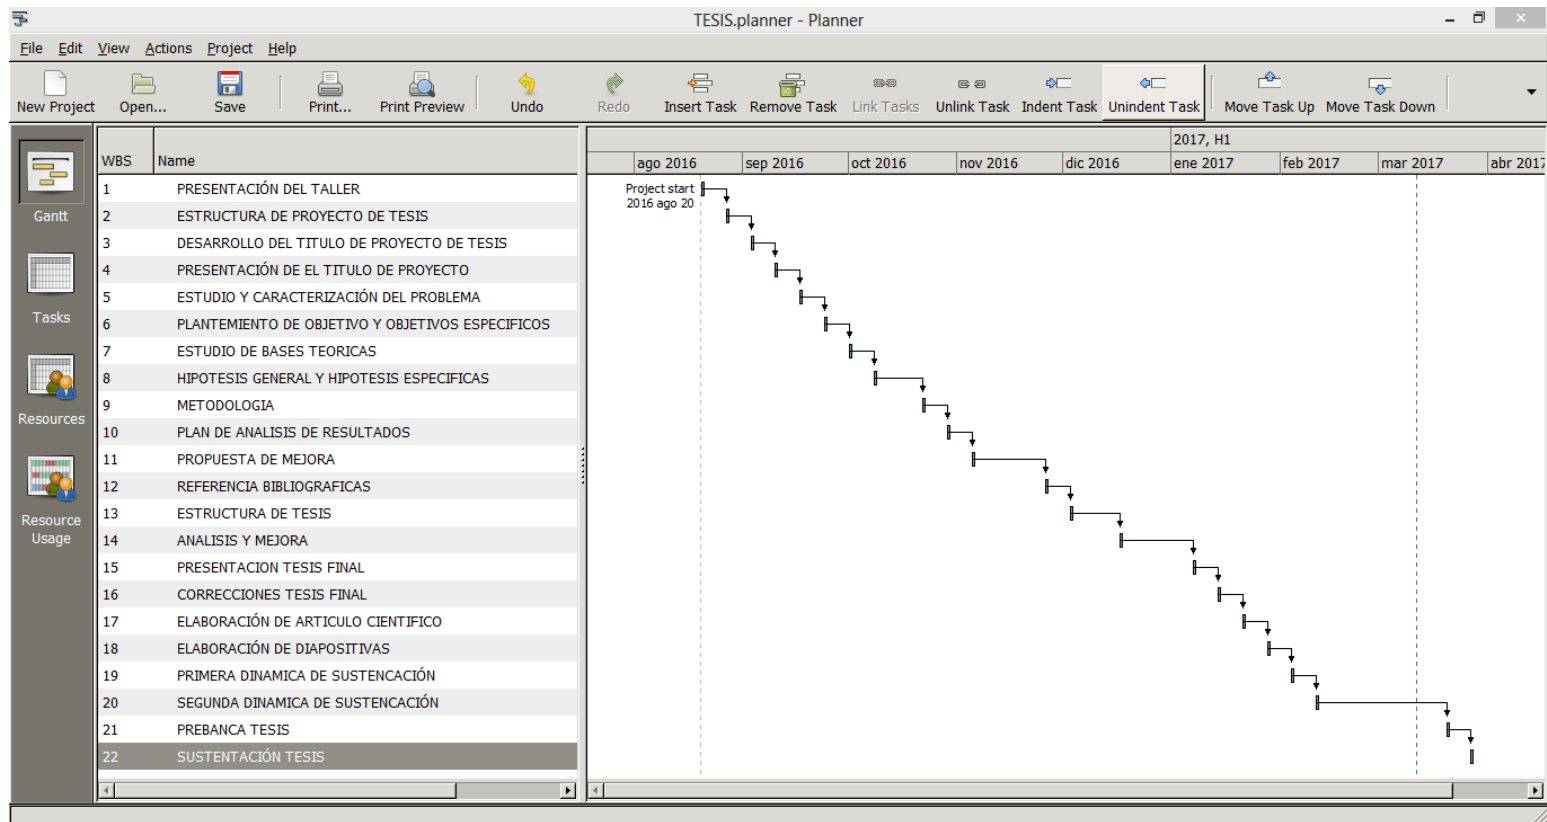 TESIS.planner - Planner
File Edit View Actions Project Help
New Project Open... Save Print... Print Preview Undo Redo Insert Task Remove Task Link Tasks Unlink Task Indent Task Unindent Task Move Task Up Move Task Down
Gantt
Tasks
Resources
Resource
Usage
WBS Name
1 PRESENTACIÓN DEL TALLER
2 ESTRUCTURA DE PROYECTO DE TESIS
3 DESARROLLO DEL TITULO DE PROYECTO DE TESIS
4 PRESENTACIÓN DE EL TITULO DE PROYECTO
5 ESTUDIO Y CARACTERIZACIÓN DEL PROBLEMA
6 PLANTEMIENTO DE OBJETIVO Y OBJETIVOS ESPECIFICOS
7 ESTUDIO DE BASES TEORICAS
8 HIPOTESIS GENERAL Y HIPOTESIS ESPECIFICAS
9 METODOLOGIA
10 PLAN DE ANALISIS DE RESULTADOS
11 PROPUESTA DE MEJORA
12 REFERENCIA BIBLIOGRAFICAS
13 ESTRUCTURA DE TESIS
14 ANALISIS Y MEJORA
15 PRESENTACION TESIS FINAL
16 CORRECCIONES TESIS FINAL
17 ELABORACIÓN DE ARTICULO CIENTIFICO
18 ELABORACIÓN DE DIAPOSITIVAS
19 PRIMERA DINAMICA DE SUSTENCACIÓN
20 SEGUNDA DINAMICA DE SUSTENCACIÓN
21 PREBANCA TESIS
22 SUSTENTACIÓN TESIS
2017, H1
ago 2016 sep 2016 oct 2016 nov 2016 dic 2016 ene 2017 feb 2017 mar 2017 abr 2017
Project start
2016 ago 20